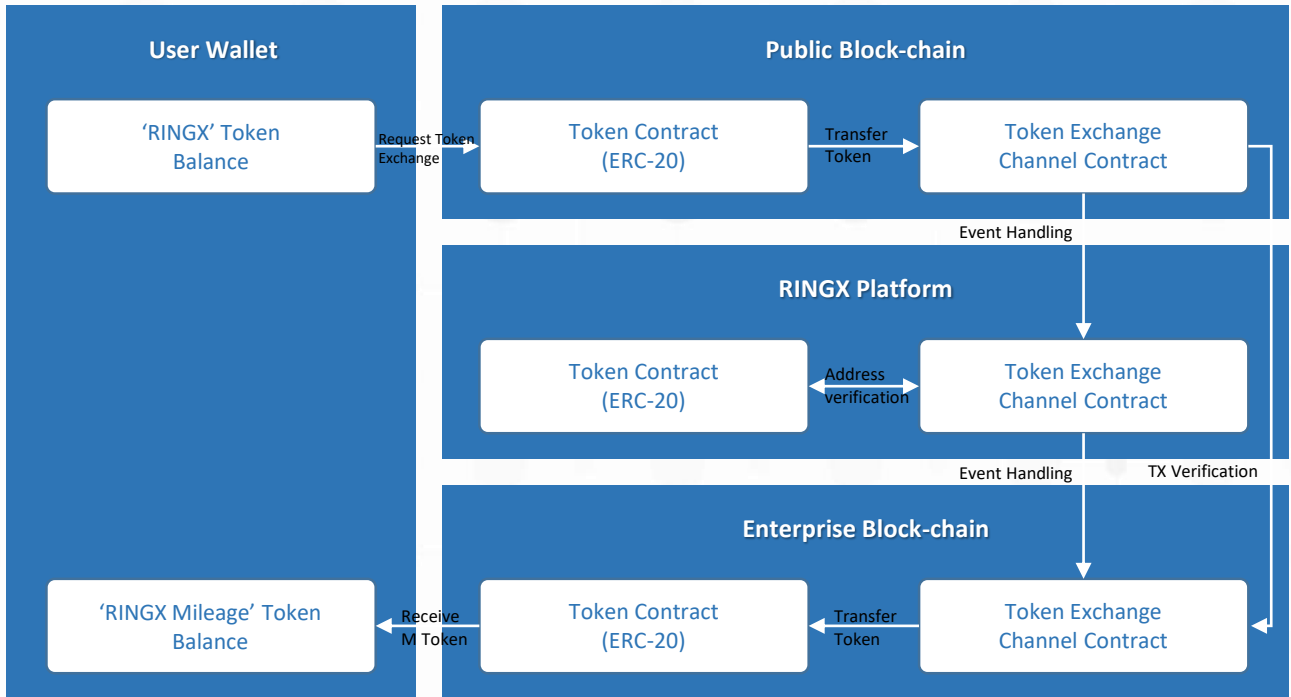 User Wallet
‘RINGX’ Token
Balance
Request Token
Exchange
Public Block-chain
Token Contract
(ERC-20)
Transfer
Token
Token Exchange
Channel Contract
Event Handling
RINGX Platform
Token Contract
(ERC-20)
Address
verification
Token Exchange
Channel Contract
Event Handling
TX Verification
Enterprise Block-chain
‘RINGX Mileage’ Token
Balance
Receive
M Token
Token Contract
(ERC-20)
Transfer
Token
Token Exchange
Channel Contract